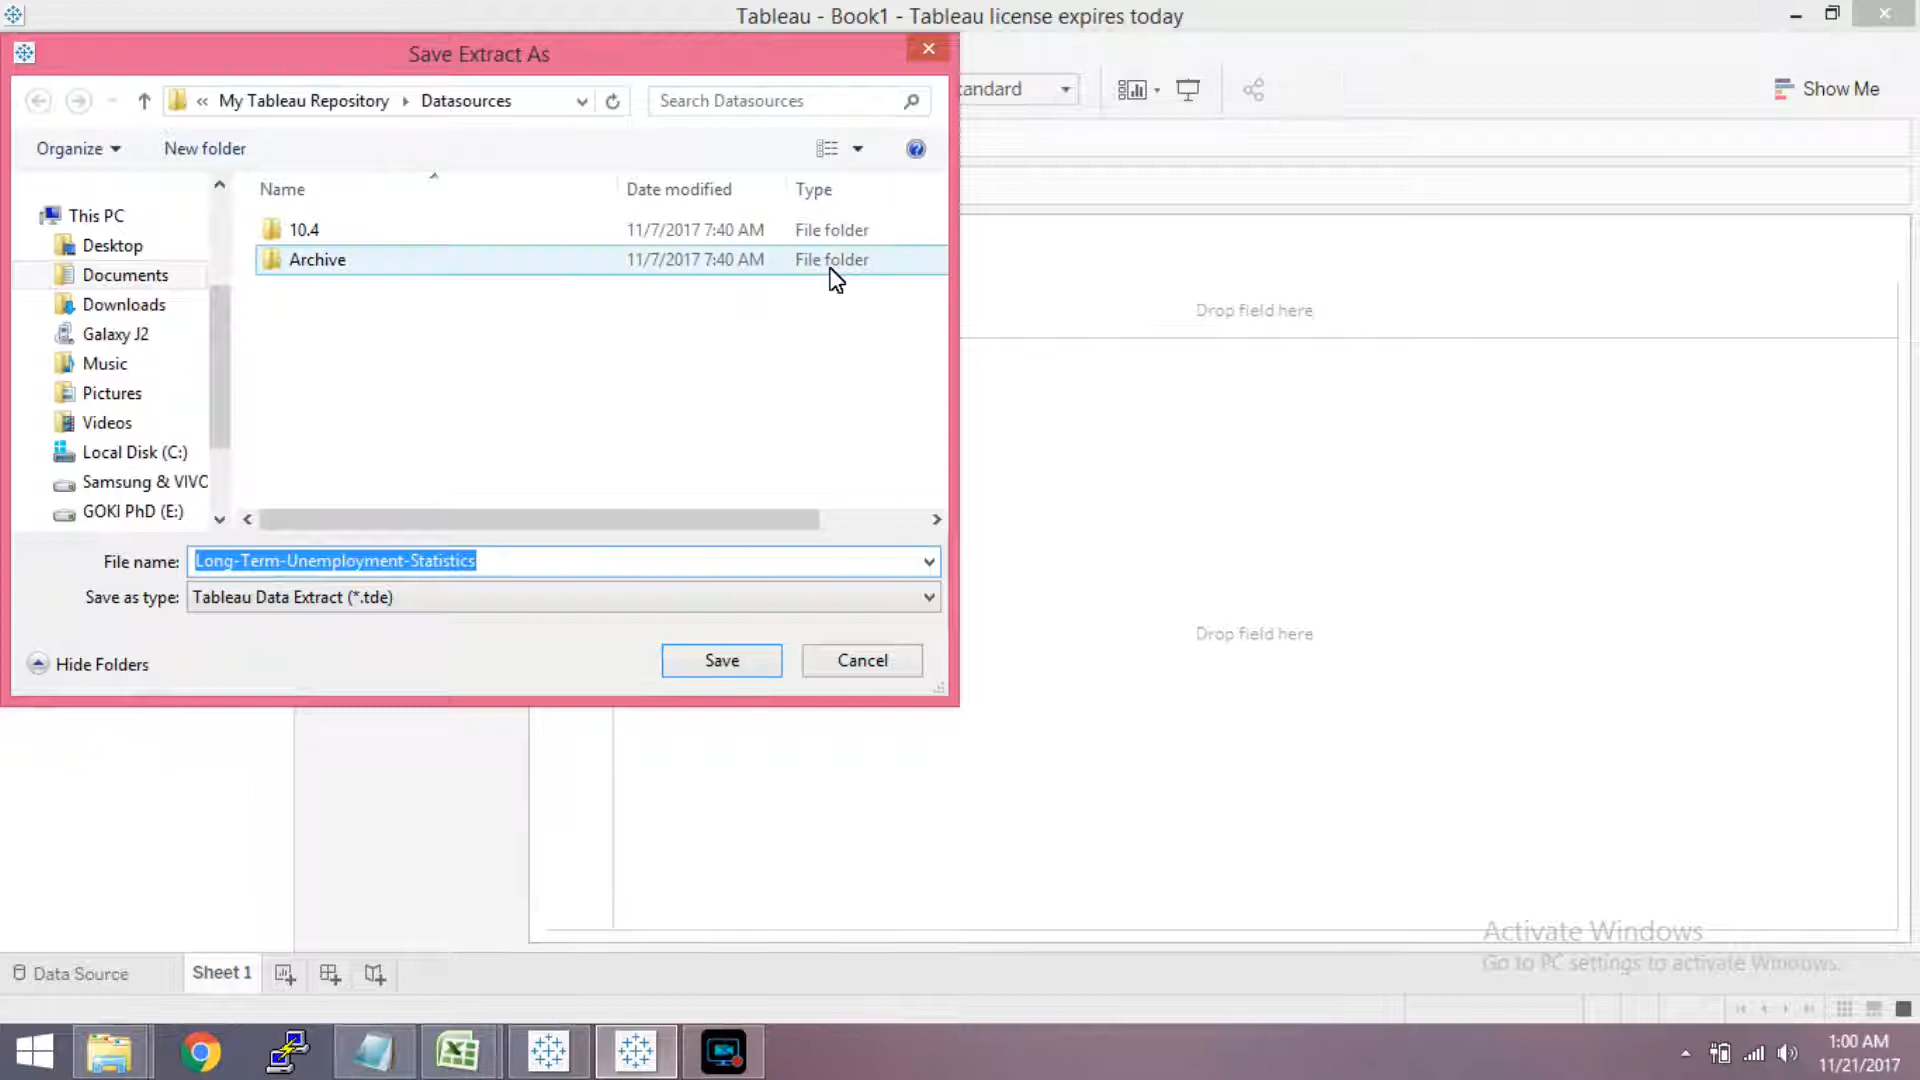 Tableau - Book1 - Tableau license expires today
Save Extract As
« My Tableau Repository Datasources
Search Datasources
Organize
New folder
Name
Date modified
Type
10.4
11/7/2017 7:40 AM
File folder
Archive
11/7/2017 7:40 AM
File folder
This PC
Desktop
Documents
Downloads
Galaxy J2
Music
Pictures
Videos
Local Disk (C:)
Samsung & VIVC
GOKI PhD (E:)
File name:
Long-Term-Unemployment-Statistics
Save as type:
Tableau Data Extract (*.tde)
Hide Folders
Save
Cancel
tandard
Show Me
Drop field here
Drop field here
Activate Windows
Go to PC settings to activate Windows.
Data Source
Sheet 1
1:00 AM
11/21/2017